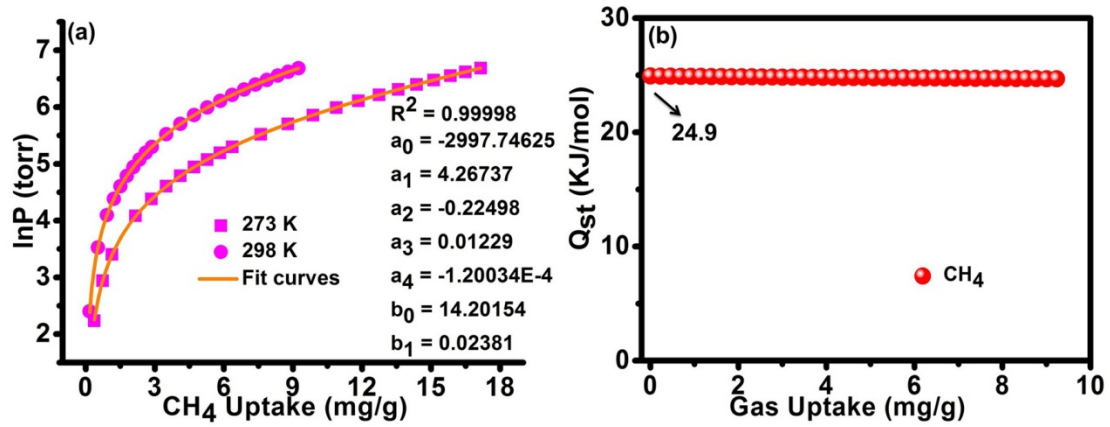 (a)
lnP (torr)
7
6
5
4
3
2
0 3 6 9 12 15 18
CH4 Uptake (mg/g)
273 K
298 K
Fit curves
R² = 0.99998
a0 = -2997.74625
a1 = 4.26737
a2 = -0.22498
a3 = 0.01229
a4 = -1.20034E-4
b0 = 14.20154
b1 = 0.02381
(b)
Qst (KJ/mol)
30
20
10
0
0 2 4 6 8 10
Gas Uptake (mg/g)
24.9
CH4